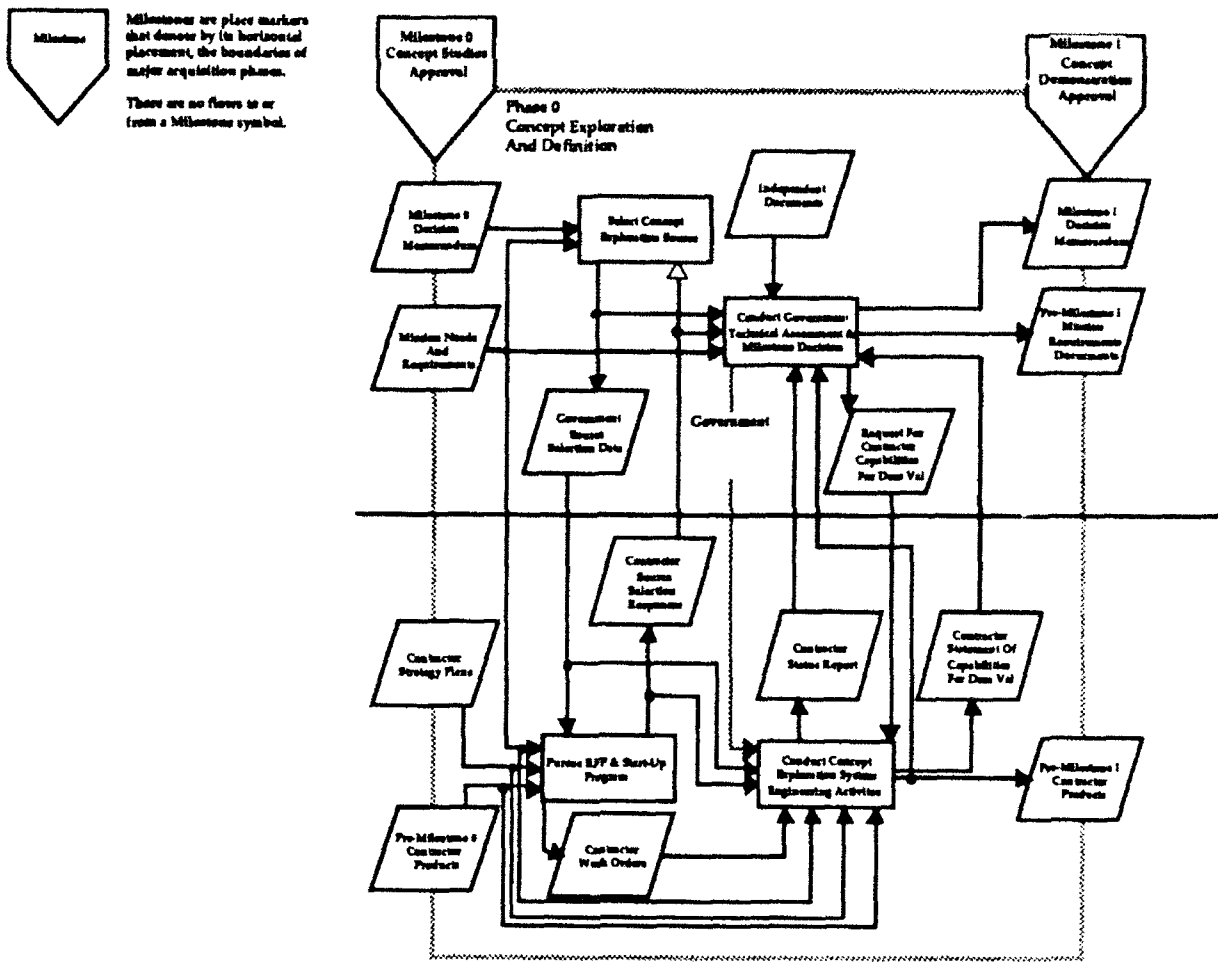 Milestone
Milestones are place markers
that denote by its horizontal
placement, the boundaries of
major acquisition phases.
There are no flows to or
from a Milestone symbol.
Milestone 0
Concept Studies
Approval
Milestone 1
Concept
Demonstration
Approval
Phase 0
Concept Exploration
And Definition
Milestone 0
Decision
Memorandum
Select Concept
Exploration Source
Independent
Documents
Milestone 1
Decision
Memorandum
Mission Needs
And
Requirements
Conduct Government
Technical Assessment &
Milestone Decision
Pre-Milestone 1
Mission
Requirements
Documents
Government
Source
Selection Data
Government
Request For
Contractor
Capabilities
For Dem Val
Contractor
Source
Selection
Responses
Contractor
Strategy Plans
Contractor
Status Report
Contractor
Statement Of
Capabilities
For Dem Val
Pursue RFP & Start-Up
Program
Conduct Concept
Exploration System
Engineering Activities
Pre-Milestone 1
Contractor
Products
Pre-Milestone 0
Contractor
Products
Contractor
Work Orders